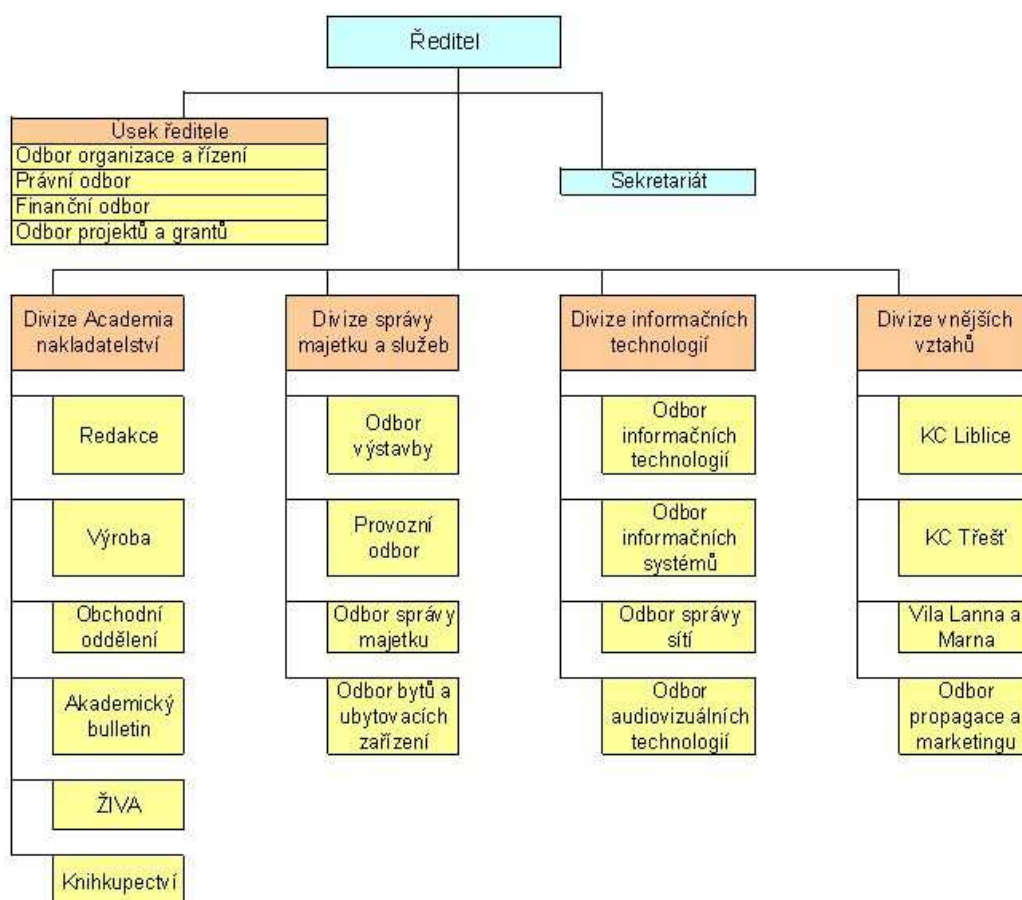 Ředitel
Úsek ředitele
Odbor organizace a řízení
Právní odbor
Finanční odbor
Odbor projektů a grantů
Sekretariát
Divize Academia
nakladatelství
Redakce
Výroba
Obchodní
oddělení
Akademický
bulletin
ŽIVA
Knihkupectví
Divize správy
majetku a služeb
Odbor
výstavby
Provozní
odbor
Odbor správy
majetku
Odbor bytů a
ubytovacích
zařízení
Divize informačních
technologií
Odbor
informačních
technologií
Odbor
informačních
systémů
Odbor správy
sítí
Odbor
audiovizuálních
technologií
Divize vnějších
vztahů
KC Liblice
KC Třešť
Vila Lanna a
Marna
Odbor
propagace a
marketingu